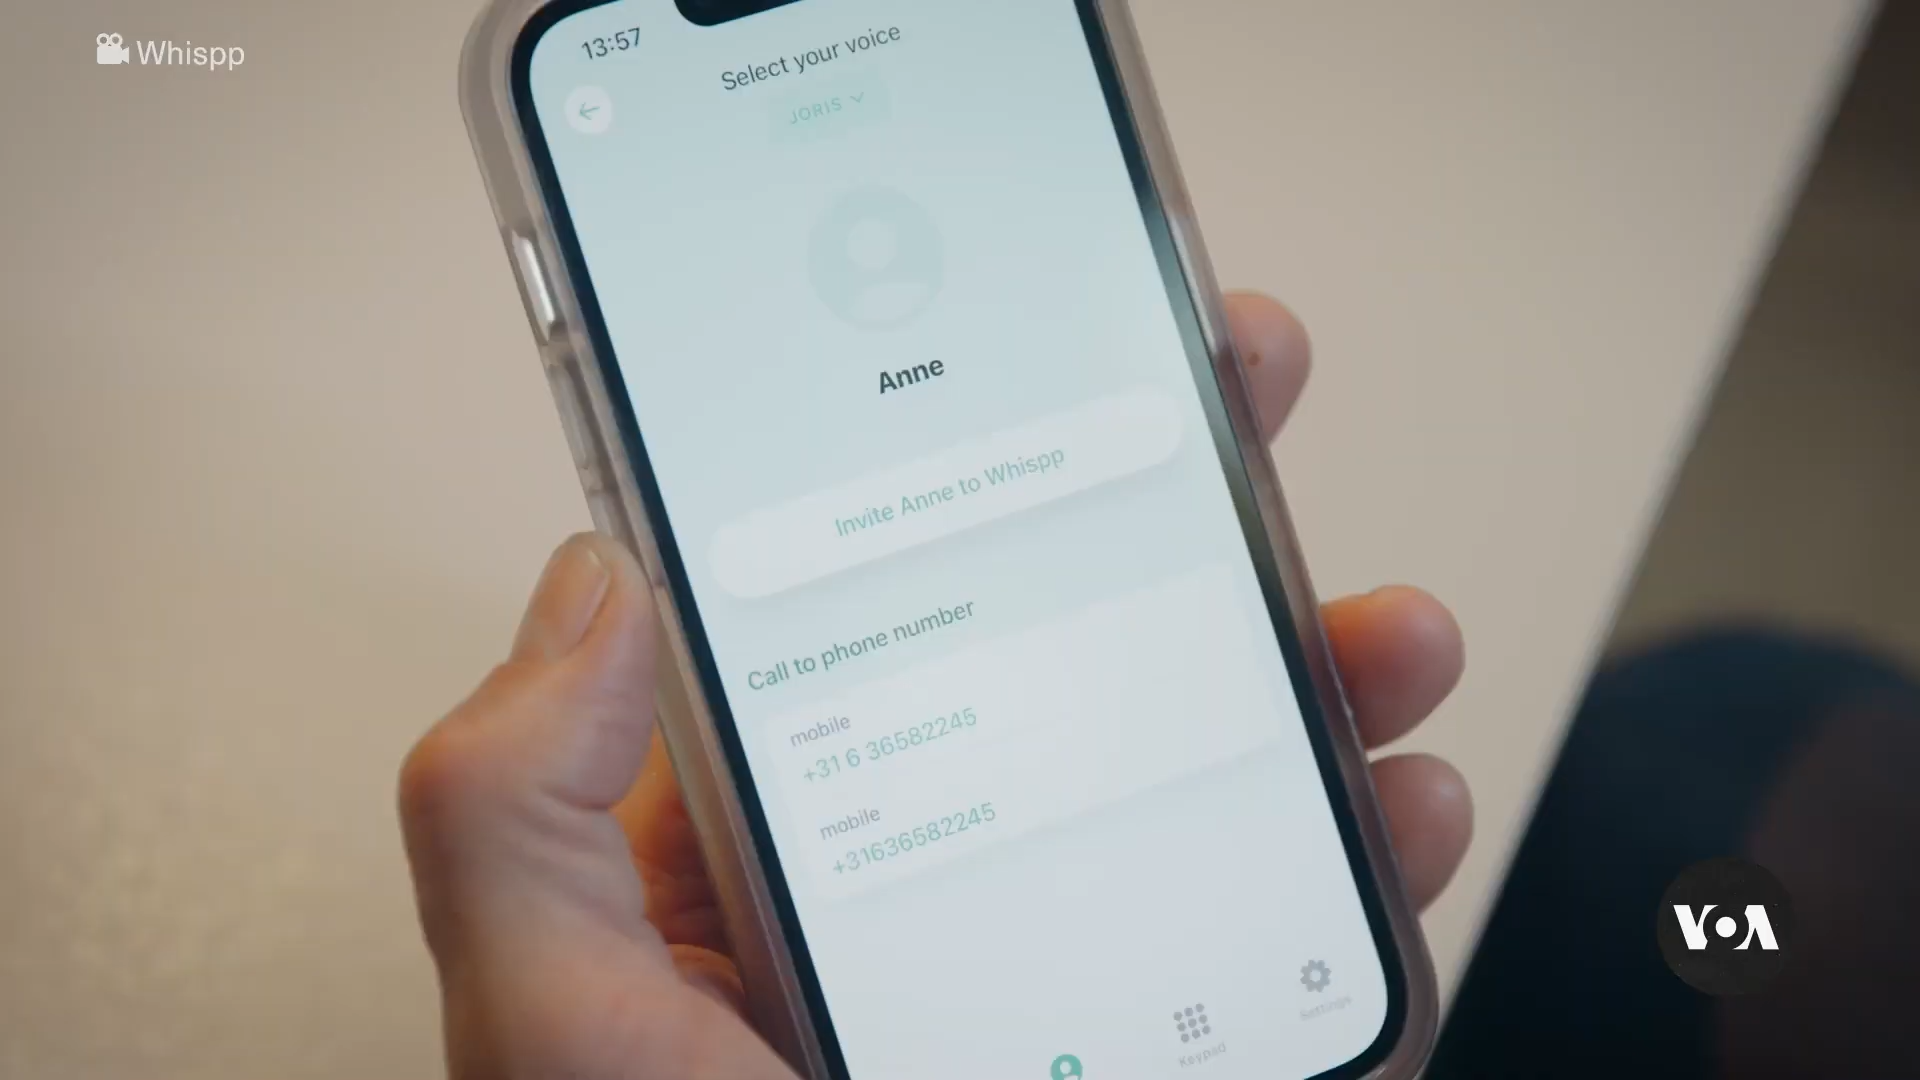 Whispp
13:57
Select your voice
JORIS
Anne
Invite Anne to Whispp
Call to phone number
mobile
+31 6 36582245
mobile
+31636582245
Settings
Keypad
VOA